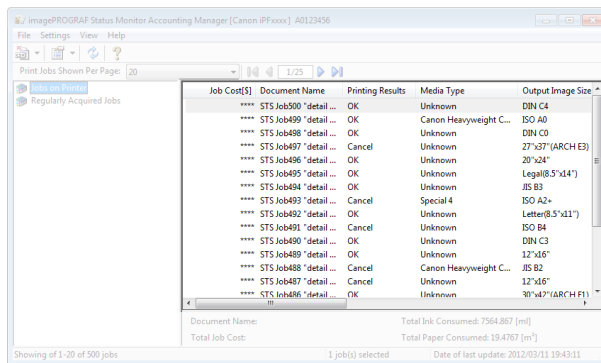 imagePROGRAF Status Monitor Accounting Manager [Canon iPFxxxx] A0123456
File Settings View Help
Print Jobs Shown Per Page: 20 1/25
Jobs on Printer
Regularly Acquired Jobs
Job Cost[$] Document Name Printing Results Media Type Output Image Size
**** STS Job500 "detail ... OK Unknown DIN C4
**** STS Job499 "detail ... OK Canon Heavyweight C... ISO A0
**** STS Job498 "detail ... OK Unknown DIN C0
**** STS Job497 "detail ... Cancel Unknown 27"x37"(ARCH E3)
**** STS Job496 "detail ... OK Unknown 20"x24"
**** STS Job495 "detail ... OK Unknown Legal(8.5"x14")
**** STS Job494 "detail ... OK Unknown JIS B3
**** STS Job493 "detail ... Cancel Special 4 ISO A2+
**** STS Job492 "detail ... OK Unknown Letter(8.5"x11")
**** STS Job491 "detail ... Cancel Unknown ISO B4
**** STS Job490 "detail ... OK Unknown DIN C3
**** STS Job489 "detail ... OK Unknown 12"x16"
**** STS Job488 "detail ... Cancel Canon Heavyweight C... JIS B2
**** STS Job487 "detail ... Cancel Unknown 12"x16"
**** STS Job486 "detail ... OK Unknown 30"x42"(ARCH E1)
Document Name: Total Ink Consumed: 7564.867 [ml]
Total Job Cost: Total Paper Consumed: 19.4767 [m²]
Showing of 1-20 of 500 jobs 1 job(s) selected Date of last update: 2012/03/11 19:43:11